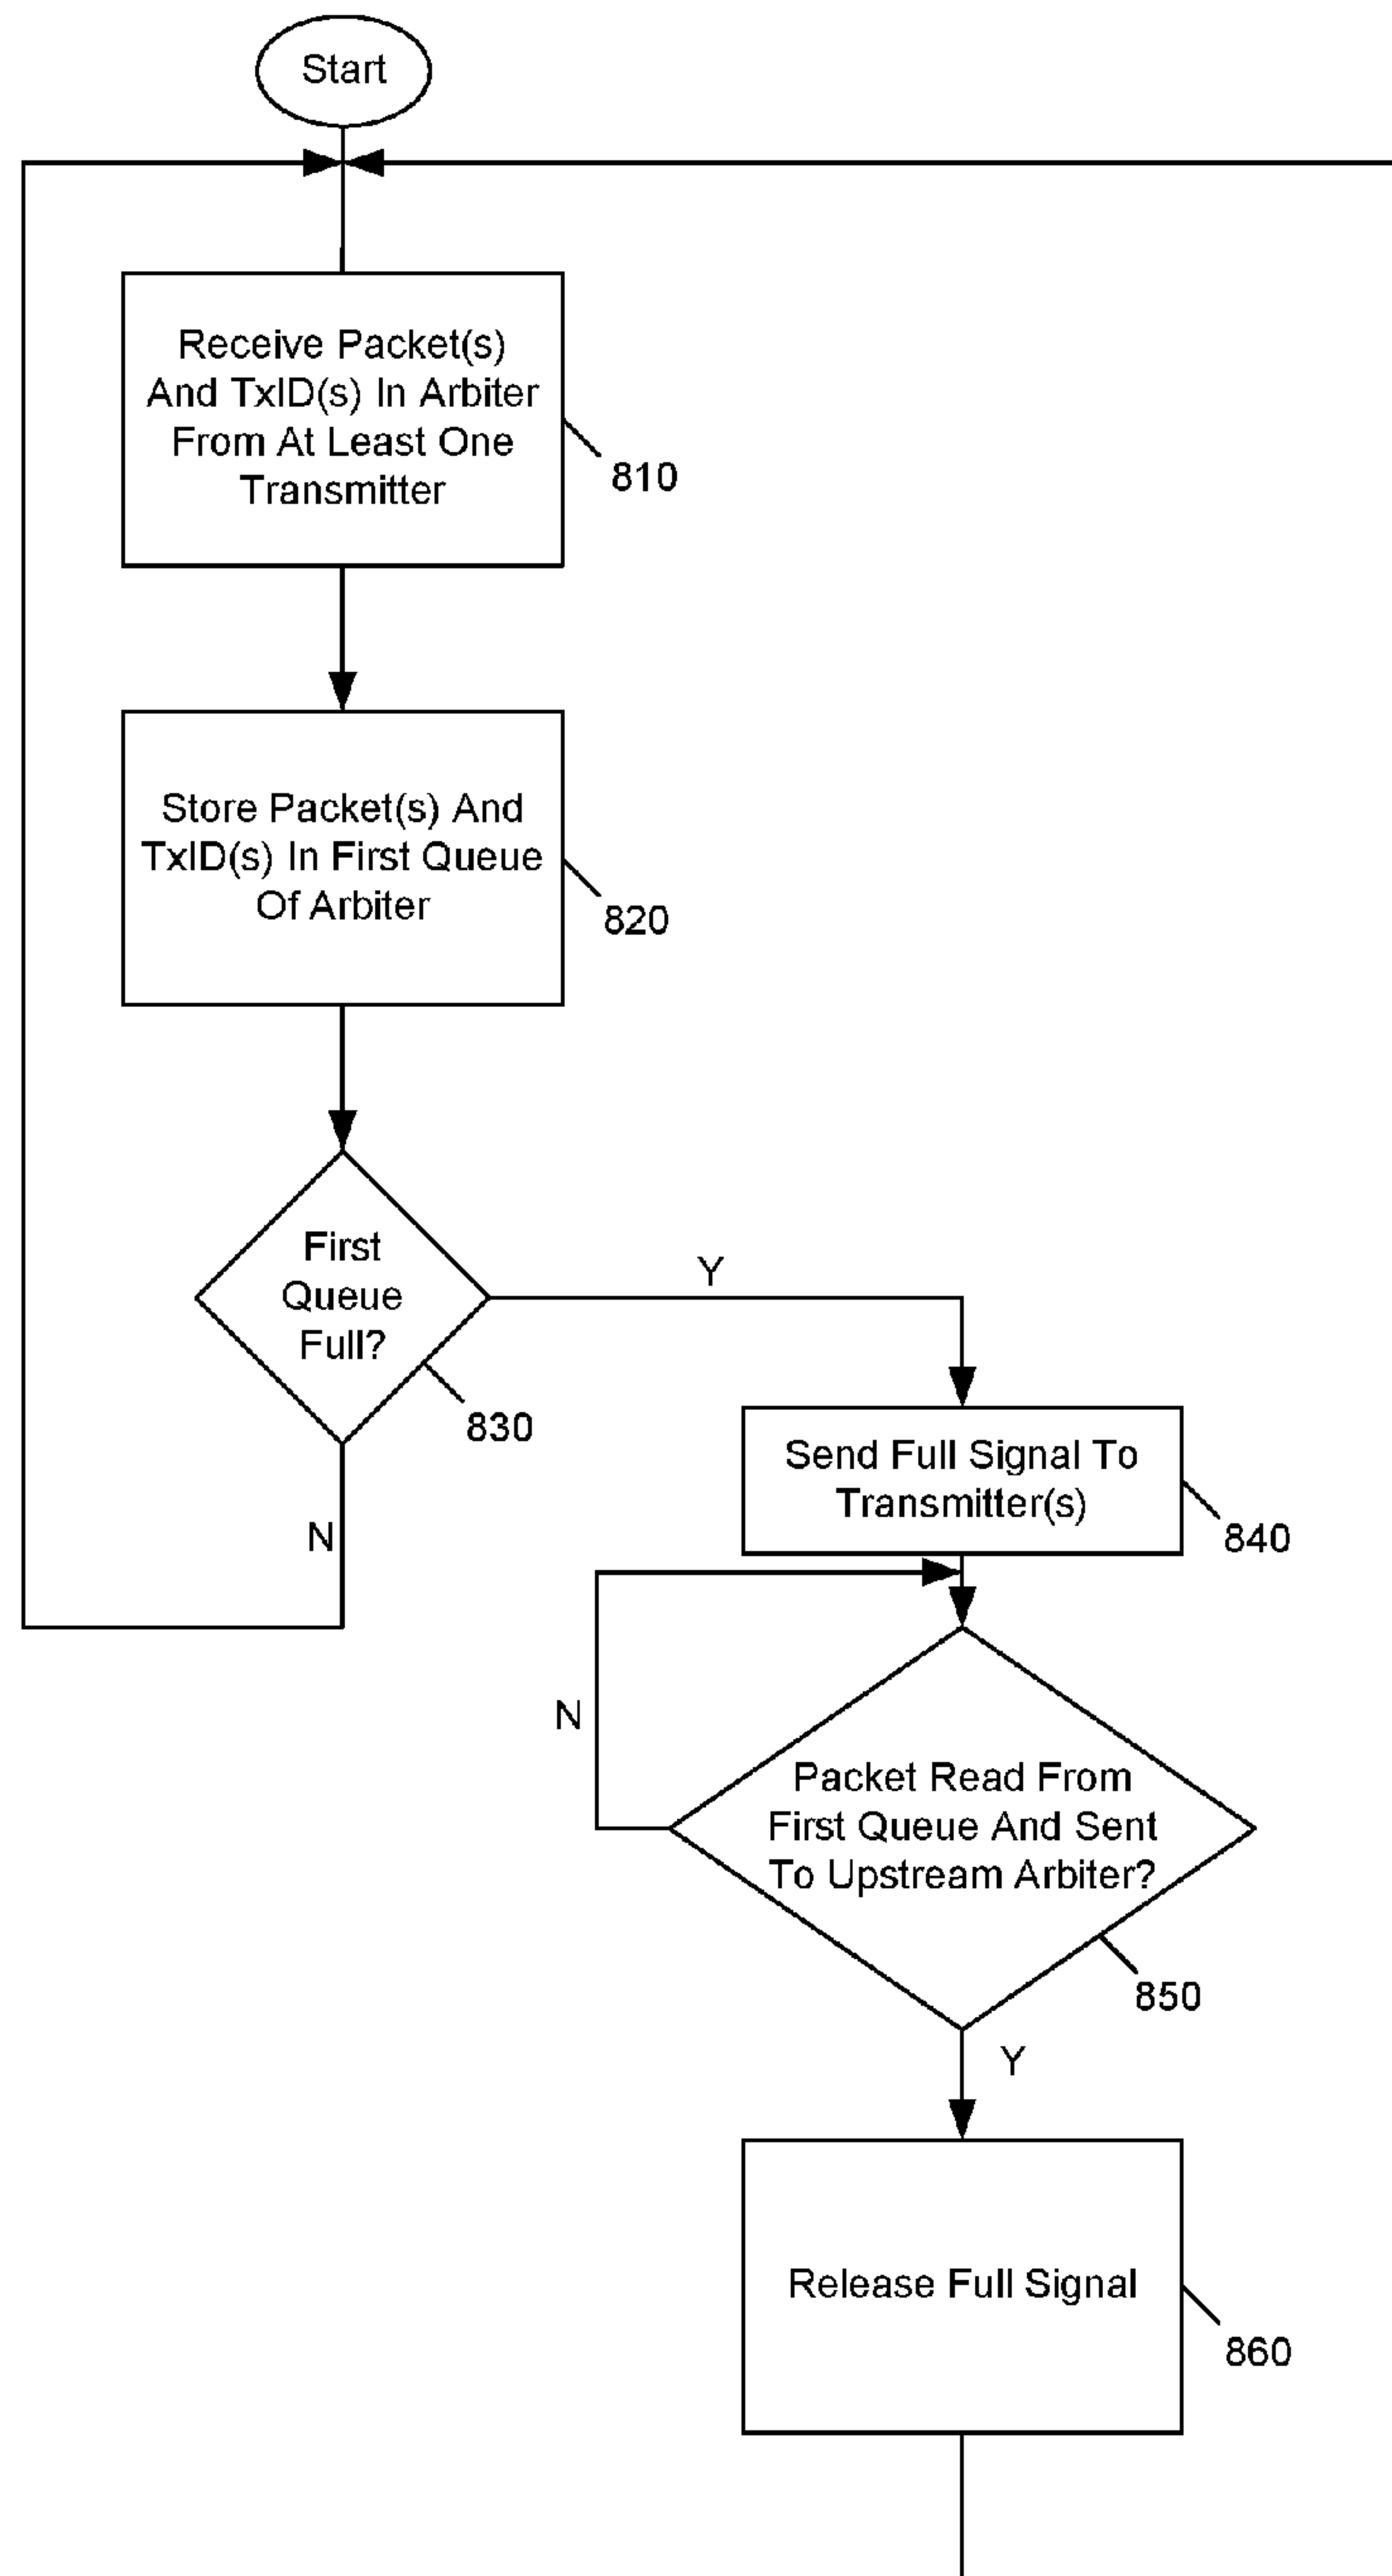 Start
Receive Packet(s)
And TxID(s) In Arbiter
From At Least One
Transmitter
810
Store Packet(s) And
TxID(s) In First Queue
Of Arbiter
820
First
Queue
Full?
830
Y
N
Send Full Signal To
Transmitter(s)
840
N
Packet Read From
First Queue And Sent
To Upstream Arbiter?
850
Y
Release Full Signal
860